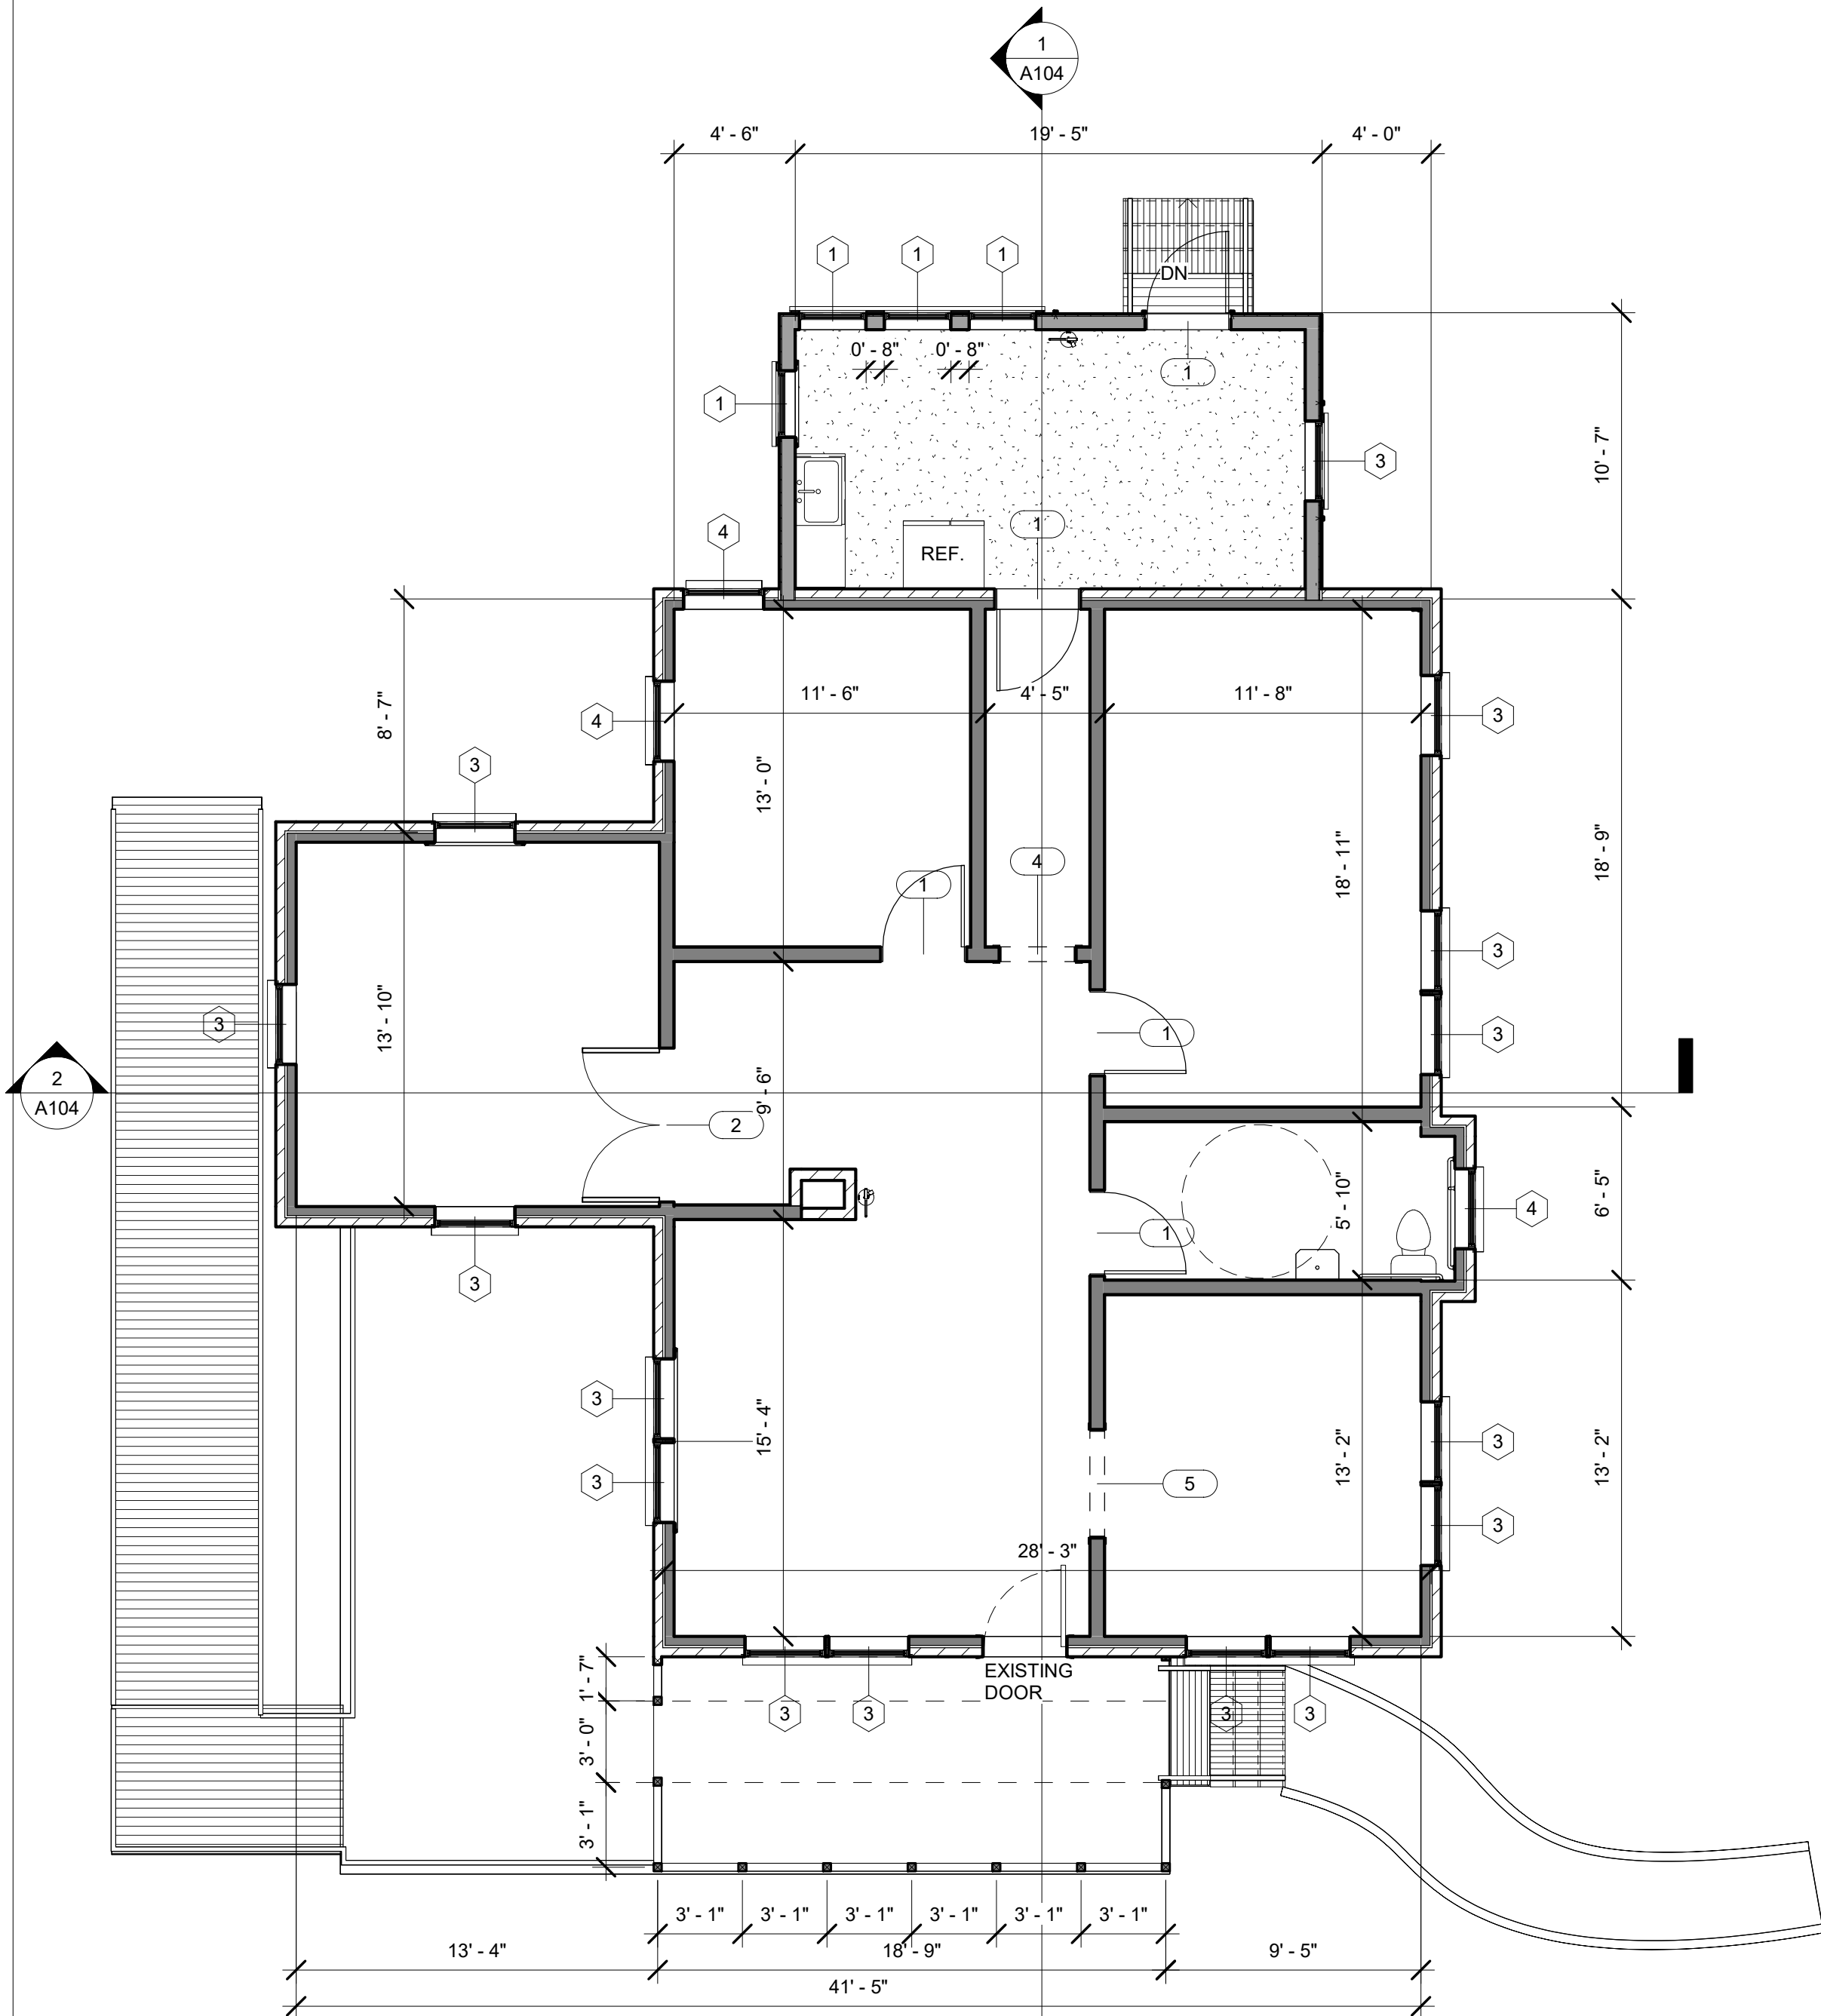 1
A104
4' - 6"
19' - 5"
4' - 0"
1
1
1
DN
0' - 8"
0' - 8"
1
1
3
10' - 7"
4
1
REF.
8' - 7"
4
11' - 6"
4' - 5"
11' - 8"
3
3
13' - 0"
4
1
18' - 11"
18' - 9"
3
3
13' - 10"
1
3
2
A104
9' - 6"
2
5' - 10"
6' - 5"
4
1
3
3
15' - 4"
13' - 2"
13' - 2"
3
3
5
3
28' - 3"
EXISTING
DOOR
1' - 7"
3
3
3
3
3' - 0"
3' - 1"
3' - 1"
3' - 1"
3' - 1"
3' - 1"
3' - 1"
3' - 1"
13' - 4"
18' - 9"
9' - 5"
41' - 5"